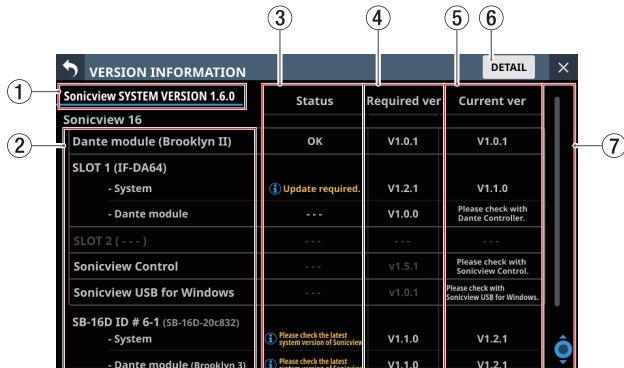 ③ ④ ⑤ ⑥
VERSION INFORMATION DETAIL
① Sonicview SYSTEM VERSION 1.6.0
Status Required ver Current ver
Sonicview 16
② ⑦
Dante module (Brooklyn II) OK V1.0.1 V1.0.1
SLOT 1 (IF-DA64)
- System Update required. V1.2.1 V1.1.0
- Dante module - - - V1.0.0 Please check with
Dante Controller.
SLOT 2 ( - - - ) - - - - - - - - -
Sonicview Control - - - v1.5.1 Please check with
Sonicview Control.
Sonicview USB for Windows - - - v1.0.1 Please check with
Sonicview USB for Windows.
SB-16D ID # 6-1 (SB-16D-20c832)
- System Please check the latest
system version of Sonicview V1.1.0 V1.2.1
- Dante module (Brooklyn 3) Please check the latest
system version of Sonicview V1.1.0 V1.2.1